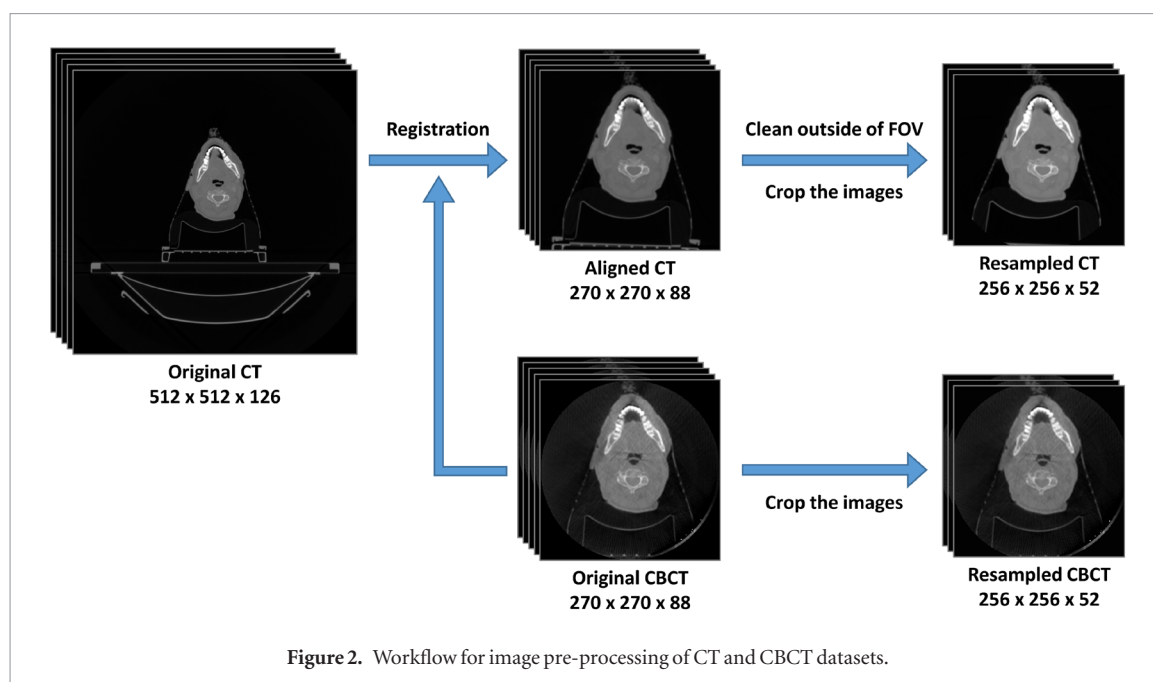 Registration
Clean outside of FOV
Crop the images
Original CT
512 x 512 x 126
Aligned CT
270 x 270 x 88
Resampled CT
256 x 256 x 52
Crop the images
Original CBCT
270 x 270 x 88
Resampled CBCT
256 x 256 x 52
Figure 2. Workflow for image pre-processing of CT and CBCT datasets.